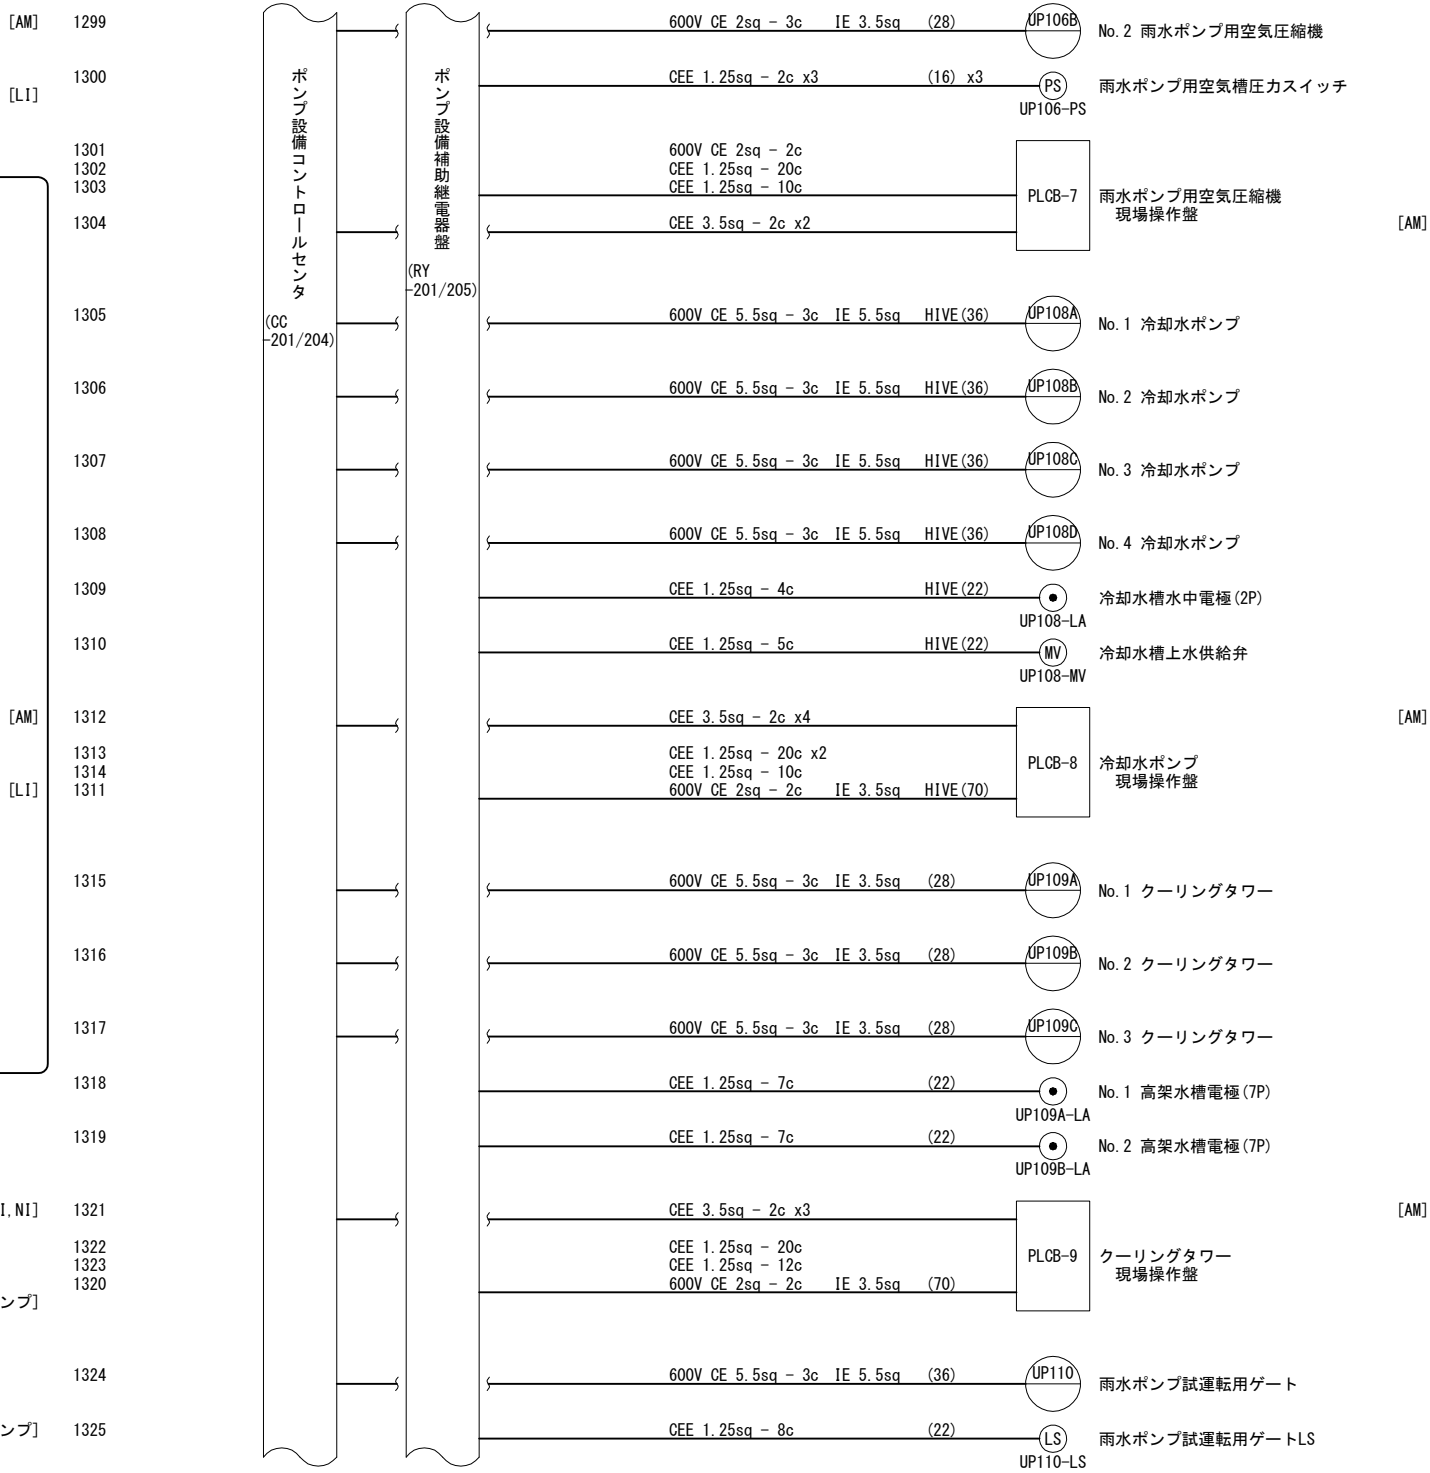 [AM] 1299 600V CE 2sq - 3c IE 3.5sq (28) UP106B No.2 雨水ポンプ用空気圧縮機
ポンプ設備コントロールセンタ
(CC
-201/204)
ポンプ設備補助継電器盤
(RY
-201/205)
1300 CEE 1.25sq - 2c x3 (16) x3 PS 雨水ポンプ用空気槽圧力スイッチ
[LI]
UP106-PS
1301 600V CE 2sq - 2c
1302 CEE 1.25sq - 20c
1303 CEE 1.25sq - 10c
PLCB-7 雨水ポンプ用空気圧縮機
現場操作盤
1304 CEE 3.5sq - 2c x2 [AM]
1305 600V CE 5.5sq - 3c IE 5.5sq HIVE(36) UP108A No.1 冷却水ポンプ
1306 600V CE 5.5sq - 3c IE 5.5sq HIVE(36) UP108B No.2 冷却水ポンプ
1307 600V CE 5.5sq - 3c IE 5.5sq HIVE(36) UP108C No.3 冷却水ポンプ
1308 600V CE 5.5sq - 3c IE 5.5sq HIVE(36) UP108D No.4 冷却水ポンプ
1309 CEE 1.25sq - 4c HIVE(22) 冷却水槽水中電極(2P)
UP108-LA
1310 CEE 1.25sq - 5c HIVE(22) MV 冷却水槽上水供給弁
UP108-MV
[AM] 1312 CEE 3.5sq - 2c x4 [AM]
1313 CEE 1.25sq - 20c x2
PLCB-8 冷却水ポンプ
現場操作盤
1314 CEE 1.25sq - 10c
[LI] 1311 600V CE 2sq - 2c IE 3.5sq HIVE(70)
1315 600V CE 5.5sq - 3c IE 3.5sq (28) UP109A No.1 クーリングタワー
1316 600V CE 5.5sq - 3c IE 3.5sq (28) UP109B No.2 クーリングタワー
1317 600V CE 5.5sq - 3c IE 3.5sq (28) UP109C No.3 クーリングタワー
1318 CEE 1.25sq - 7c (22) No.1 高架水槽電極(7P)
UP109A-LA
1319 CEE 1.25sq - 7c (22) No.2 高架水槽電極(7P)
UP109B-LA
I,NI] 1321 CEE 3.5sq - 2c x3 [AM]
1322 CEE 1.25sq - 20c
PLCB-9 クーリングタワー
現場操作盤
1323 CEE 1.25sq - 12c
1320 600V CE 2sq - 2c IE 3.5sq (70)
ンプ]
1324 600V CE 5.5sq - 3c IE 5.5sq (36) UP110 雨水ポンプ試運転用ゲート
ンプ] 1325 CEE 1.25sq - 8c (22) LS 雨水ポンプ試運転用ゲートLS
UP110-LS